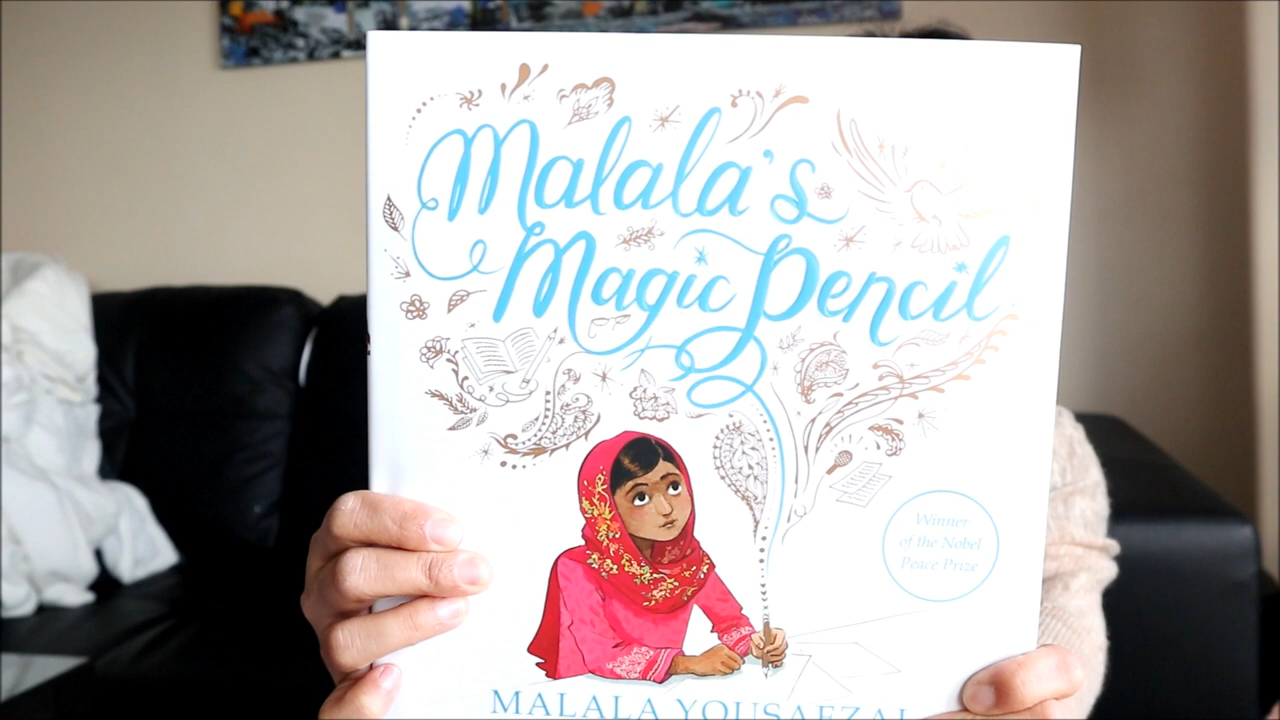 Malala's
Magic Pencil
Winner
of the Nobel
Peace Prize
MALALA YOUSAFZAI